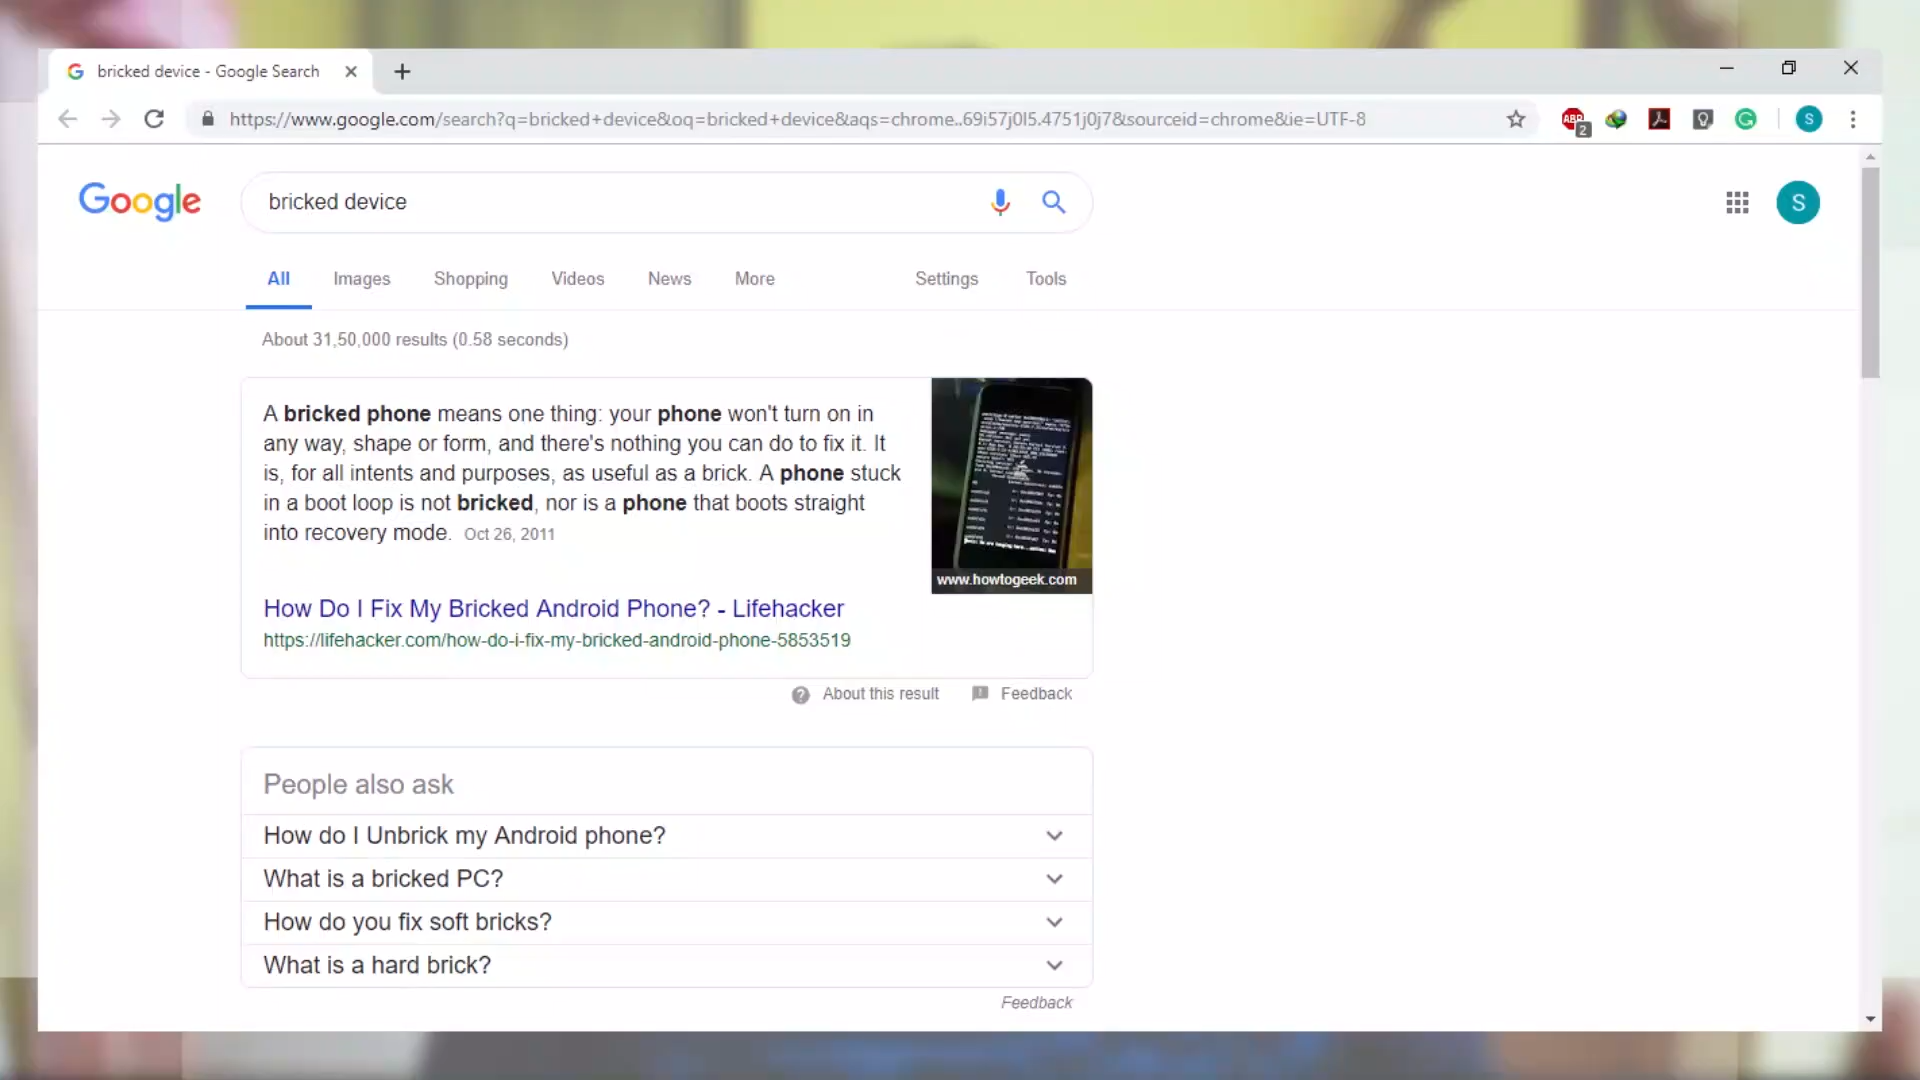 bricked device - Google Search
https://www.google.com/search?q=bricked+device&oq=bricked+device&aqs=chrome..69i57j0l5.4751j0j7&sourceid=chrome&ie=UTF-8
ABP
2
S
Google
bricked device
S
All Images Shopping Videos News More Settings Tools
About 31,50,000 results (0.58 seconds)
A bricked phone means one thing: your phone won't turn on in
any way, shape or form, and there's nothing you can do to fix it. It
is, for all intents and purposes, as useful as a brick. A phone stuck
in a boot loop is not bricked, nor is a phone that boots straight
into recovery mode. Oct 26, 2011
www.howtogeek.com
How Do I Fix My Bricked Android Phone? - Lifehacker
https://lifehacker.com/how-do-i-fix-my-bricked-android-phone-5853519
About this result Feedback
People also ask
How do I Unbrick my Android phone?
What is a bricked PC?
How do you fix soft bricks?
What is a hard brick?
Feedback